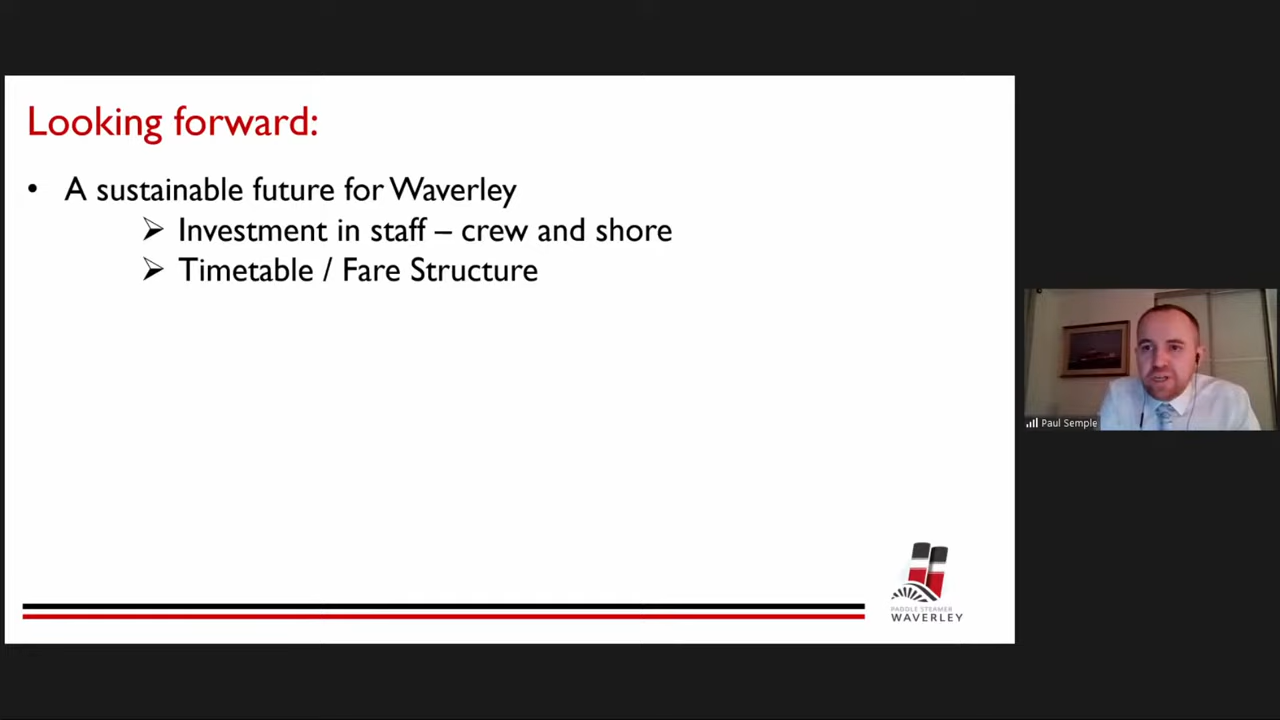 Looking forward:
• A sustainable future for Waverley
➢ Investment in staff – crew and shore
➢ Timetable / Fare Structure
Paul Semple
PADDLE STEAMER
WAVERLEY